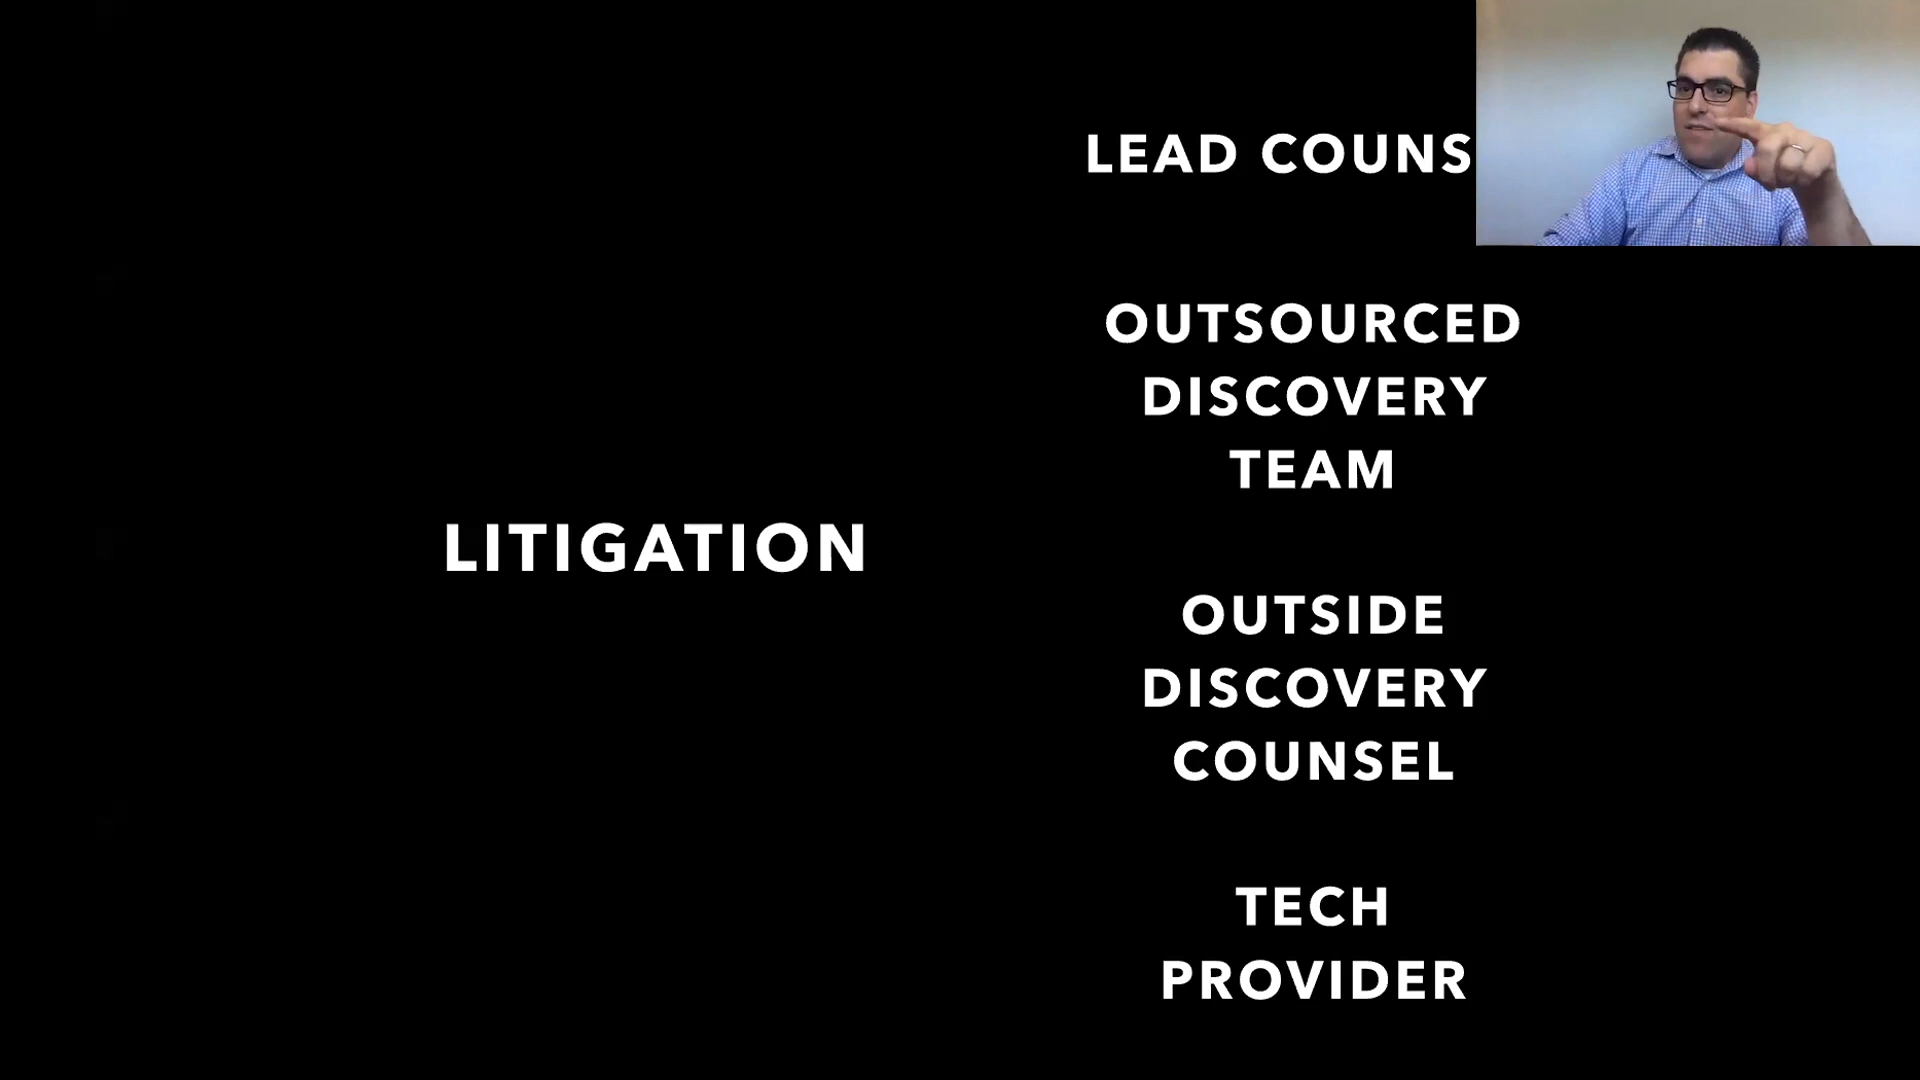 LITIGATION
LEAD COUNS
OUTSOURCED
DISCOVERY
TEAM
OUTSIDE
DISCOVERY
COUNSEL
TECH
PROVIDER